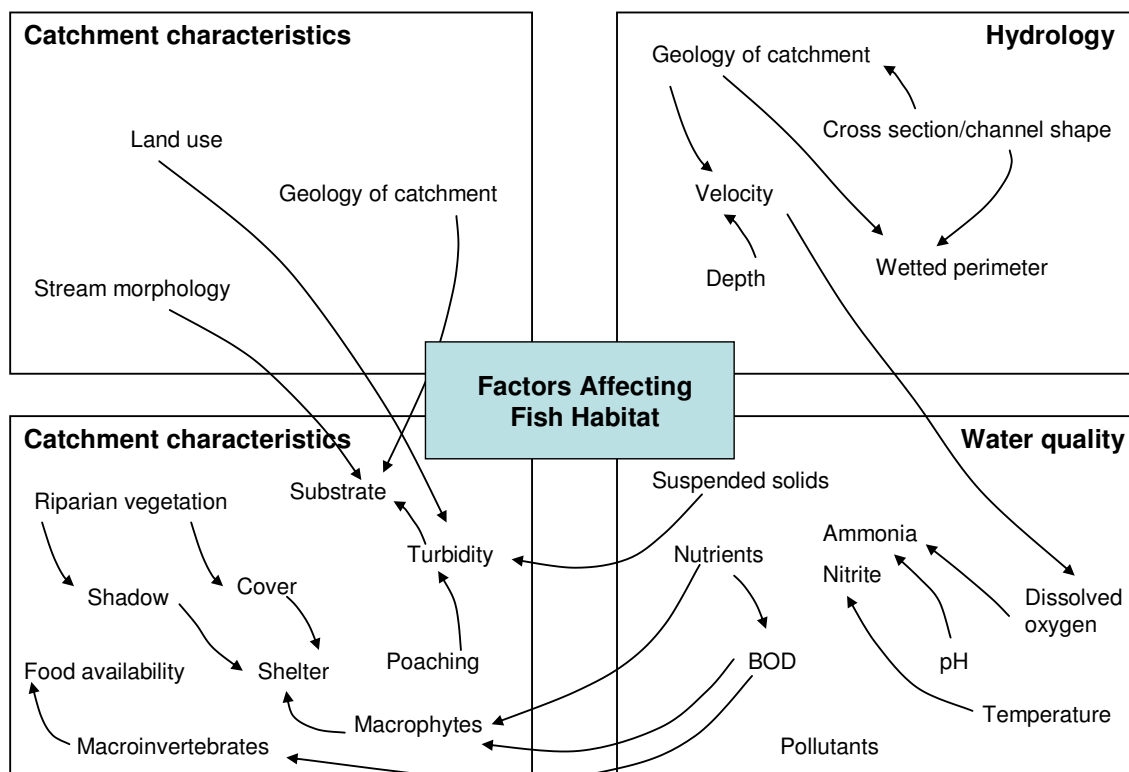 Catchment characteristics
Land use
Geology of catchment
Stream morphology
Hydrology
Geology of catchment
Cross section/channel shape
Velocity
Wetted perimeter
Depth
Factors Affecting
Fish Habitat
Catchment characteristics
Substrate
Riparian vegetation
Turbidity
Cover
Shadow
Food availability
Shelter
Poaching
Macrophytes
Macroinvertebrates
Water quality
Suspended solids
Ammonia
Nutrients
Nitrite
Dissolved
oxygen
BOD
pH
Temperature
Pollutants